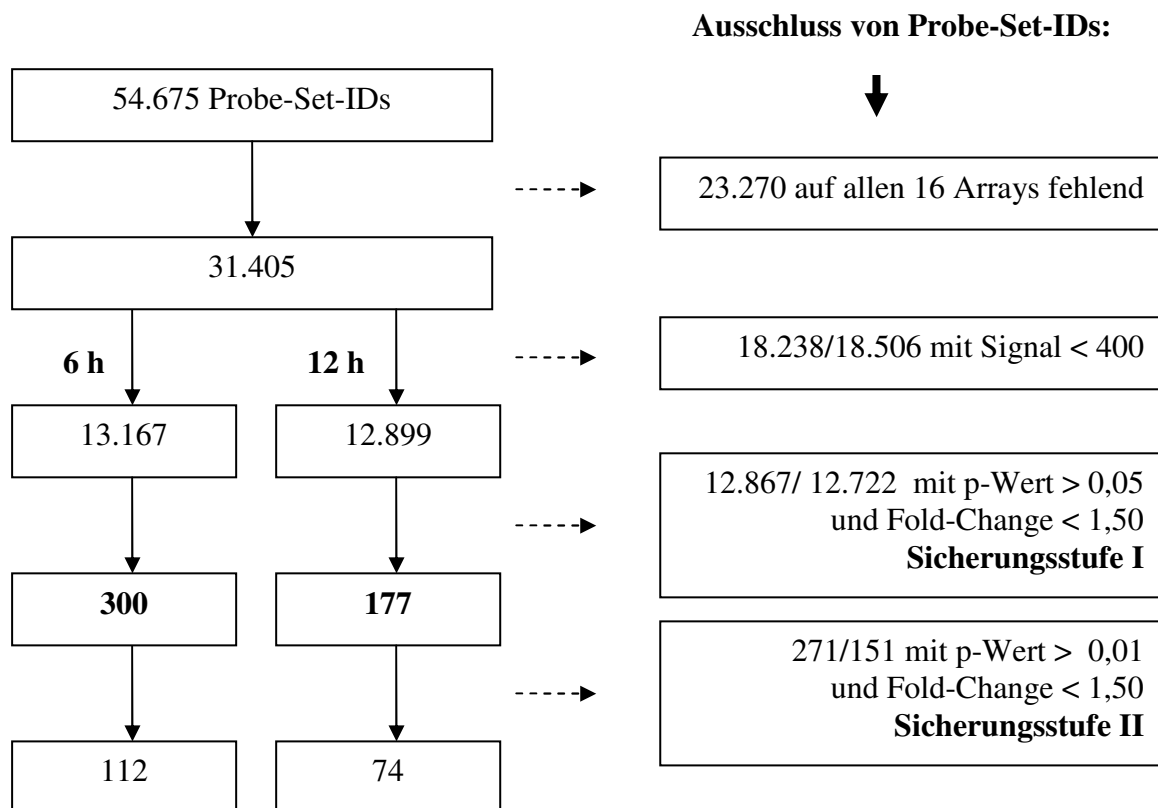 Ausschluss von Probe-Set-IDs:
54.675 Probe-Set-IDs
23.270 auf allen 16 Arrays fehlend
31.405
6 h
12 h
18.238/18.506 mit Signal < 400
13.167
12.899
12.867/ 12.722 mit p-Wert > 0,05
und Fold-Change < 1,50
Sicherungsstufe I
300
177
271/151 mit p-Wert > 0,01
und Fold-Change < 1,50
Sicherungsstufe II
112
74